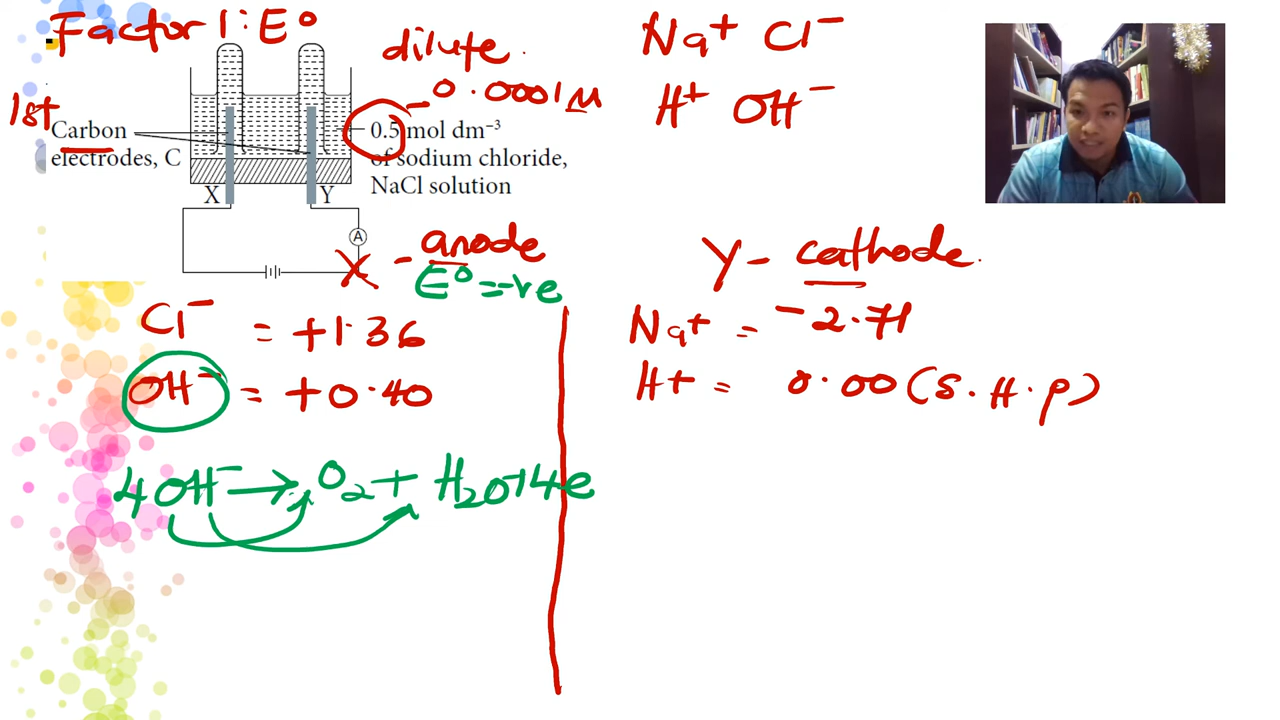 Factor 1: E°
dilute.
0.0001M
1st
Carbon
electrodes, C
0.5 mol dm⁻³
of sodium chloride,
NaCl solution
X
Y
A
Na⁺ Cl⁻
H⁺ OH⁻
X - anode
E° = -ve
Cl⁻ = +1.36
OH⁻ = +0.40
4OH⁻ → O₂ + H₂O + 4e
Y - cathode.
Na⁺ = -2.71
H+ = 0.00 (S.H.P)